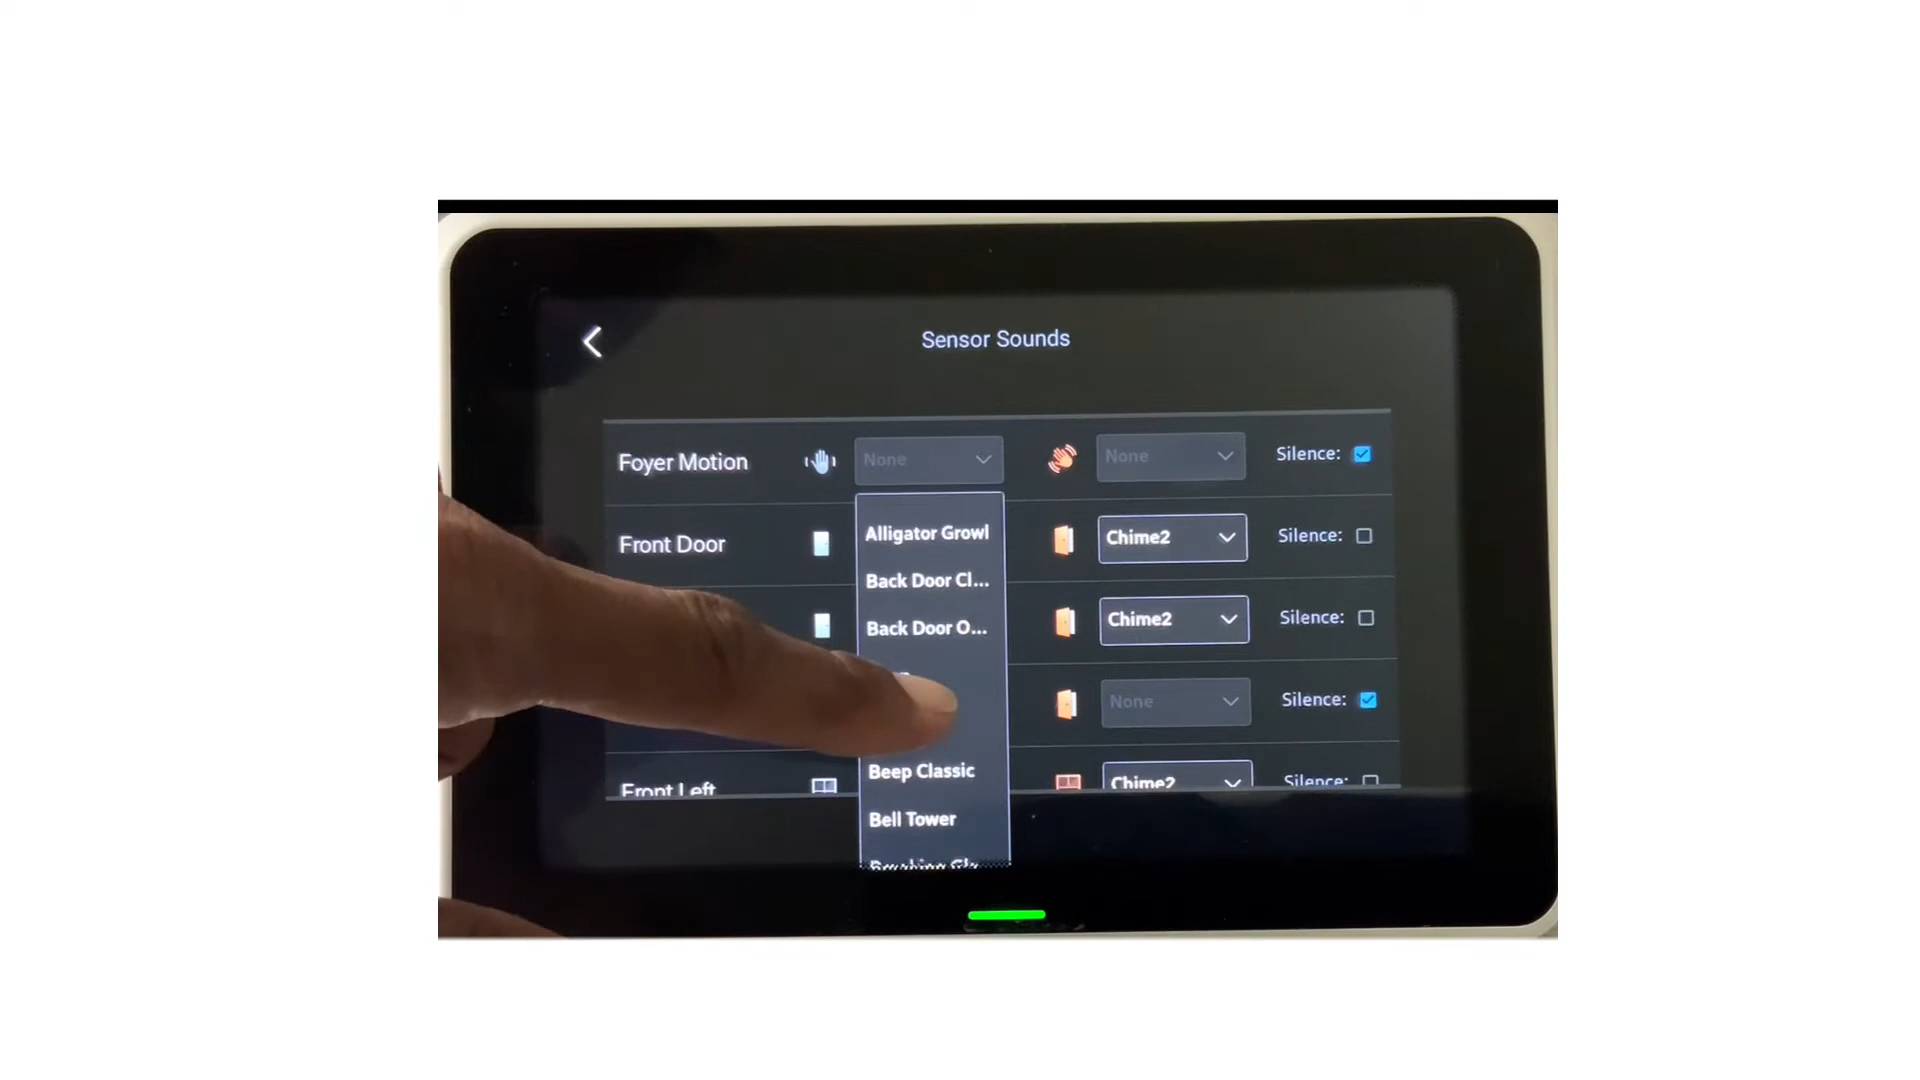 Sensor Sounds
Foyer Motion None None Silence:
Alligator Growl
Front Door Chime2 Silence:
Back Door Cl...
Back Door O... Chime2 Silence:
None Silence:
Beep Classic
Front Left Chime2 Silence:
Bell Tower